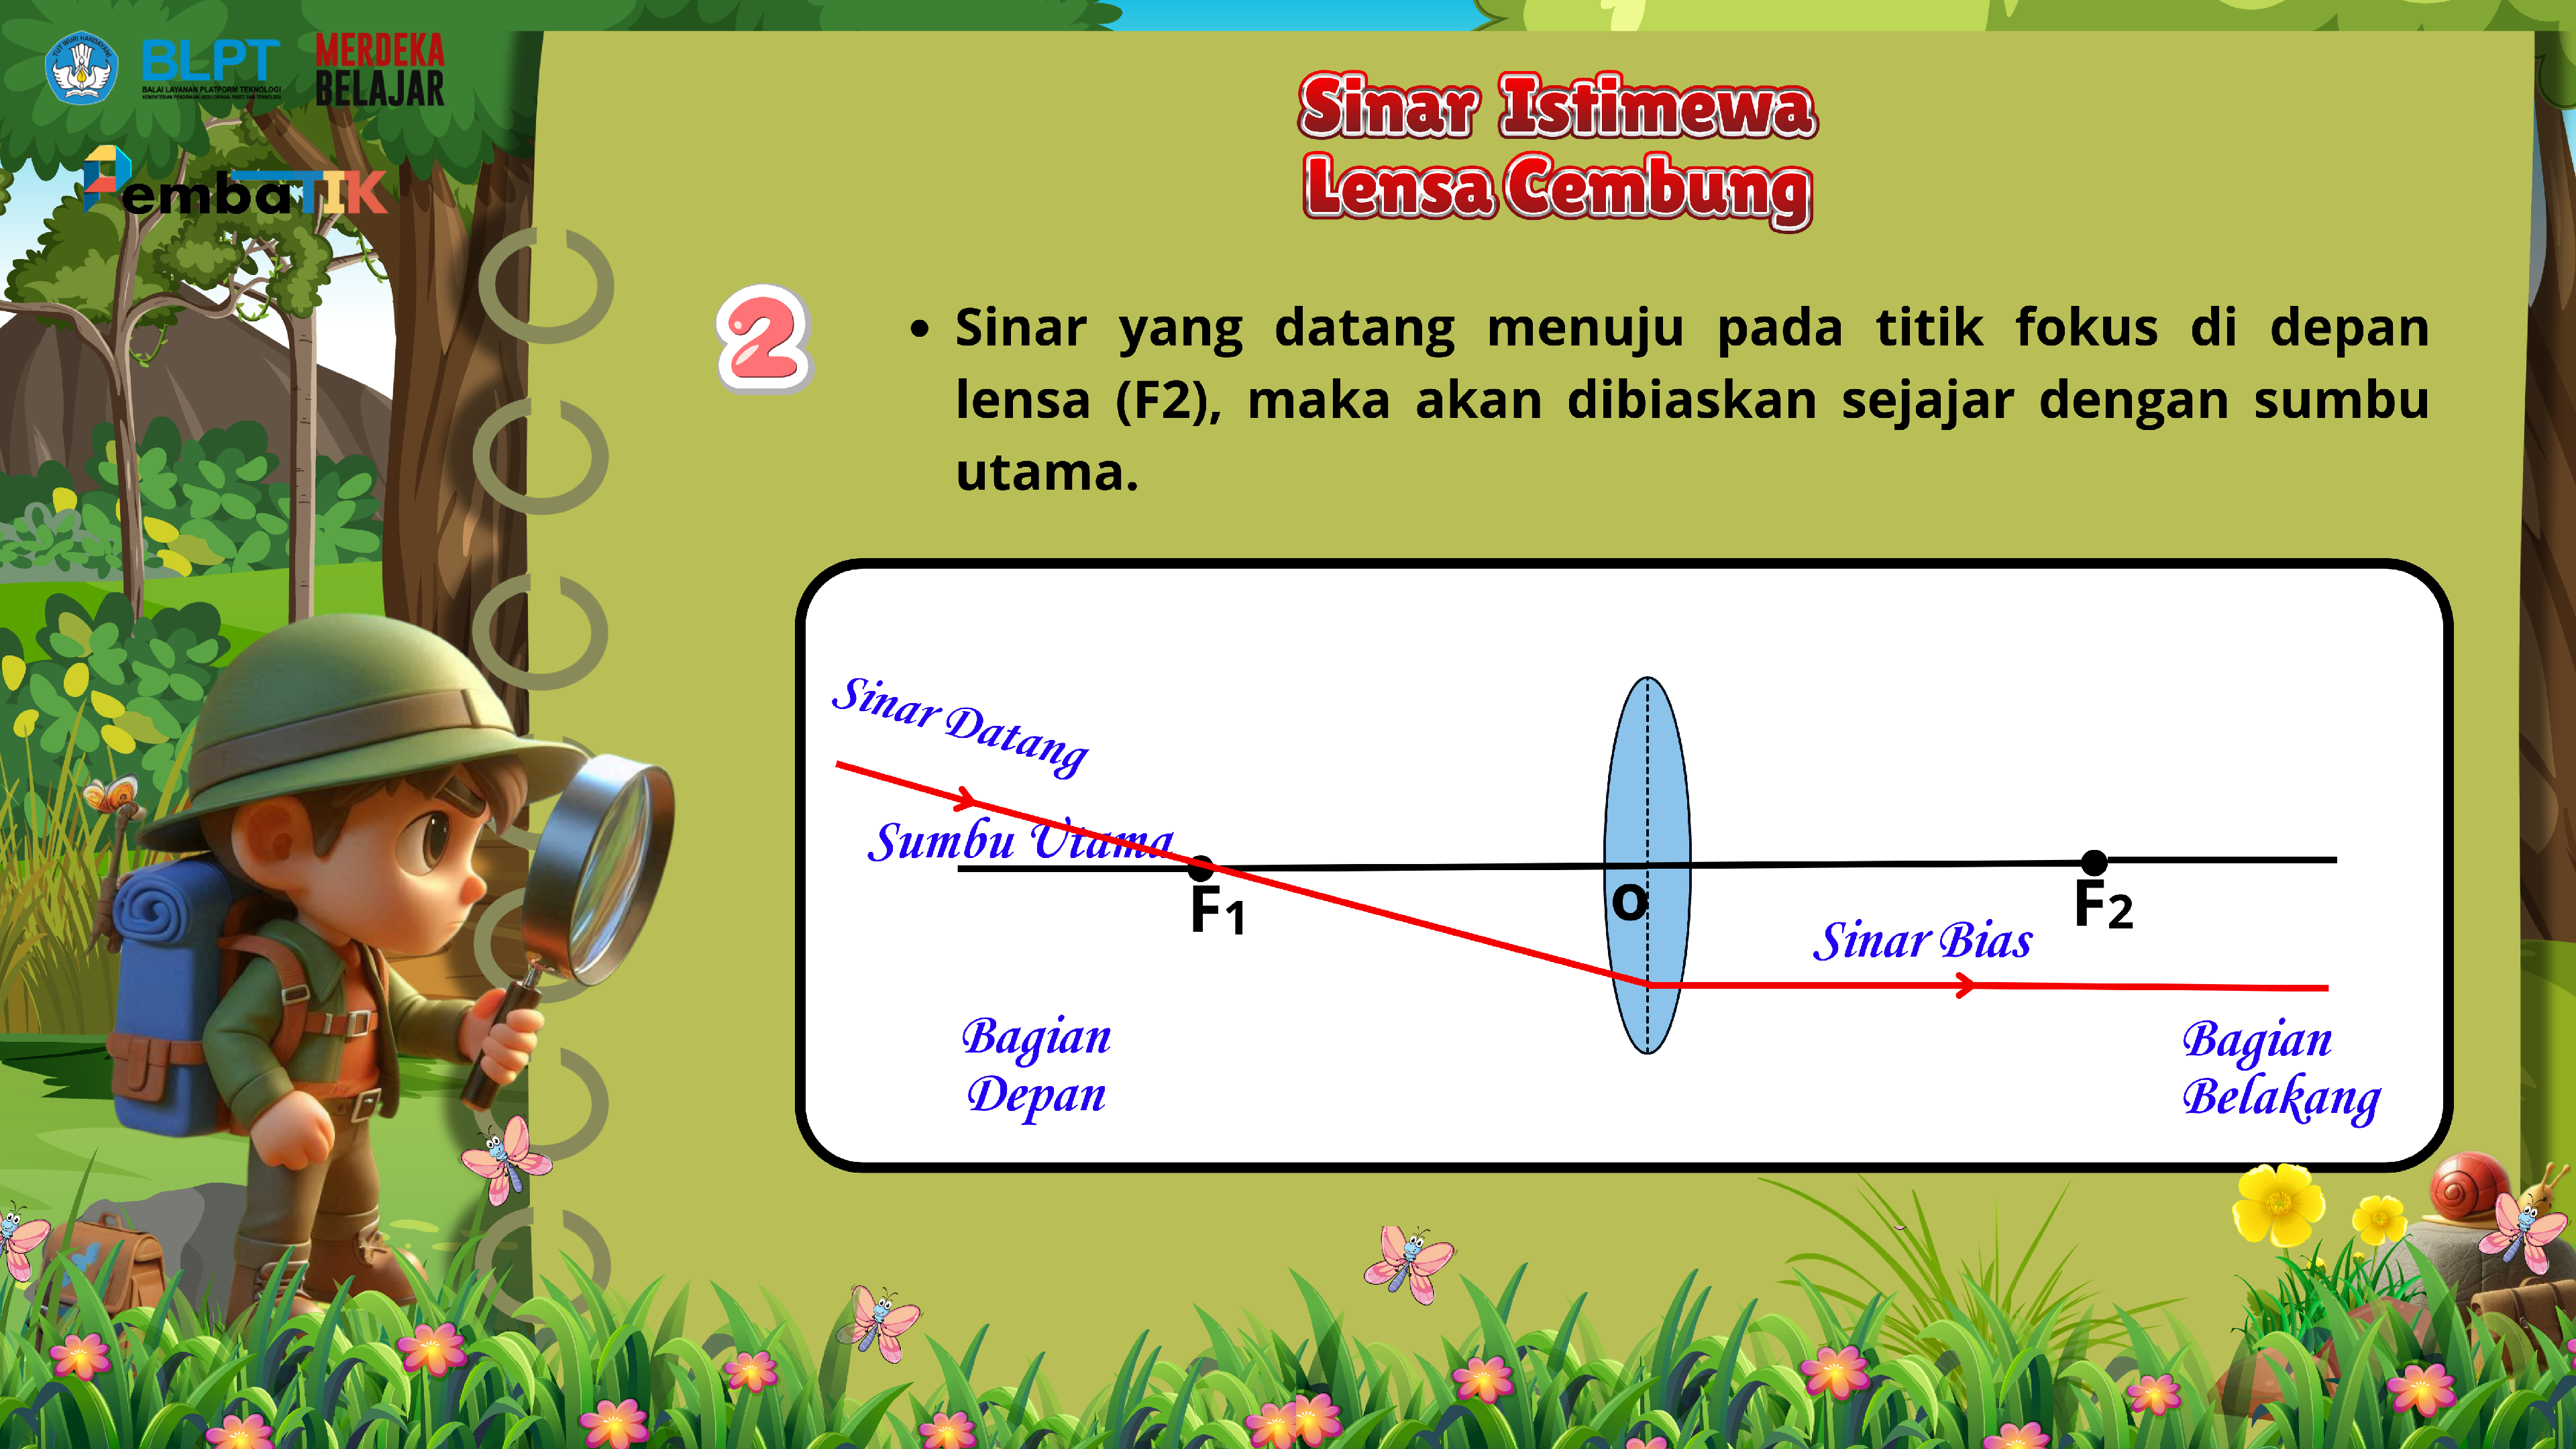 BLPT
BALAI LAYANAN PLATFORM TEKNOLOGI
MERDEKA
BELAJAR
PembaTIK
Sinar Istimewa
Lensa Cembung
2
• Sinar yang datang menuju pada titik fokus di depan
lensa (F2), maka akan dibiaskan sejajar dengan sumbu
utama.
Sinar Datang
Sumbu Utama
F1
O
F2
Sinar Bias
Bagian
Depan
Bagian
Belakang